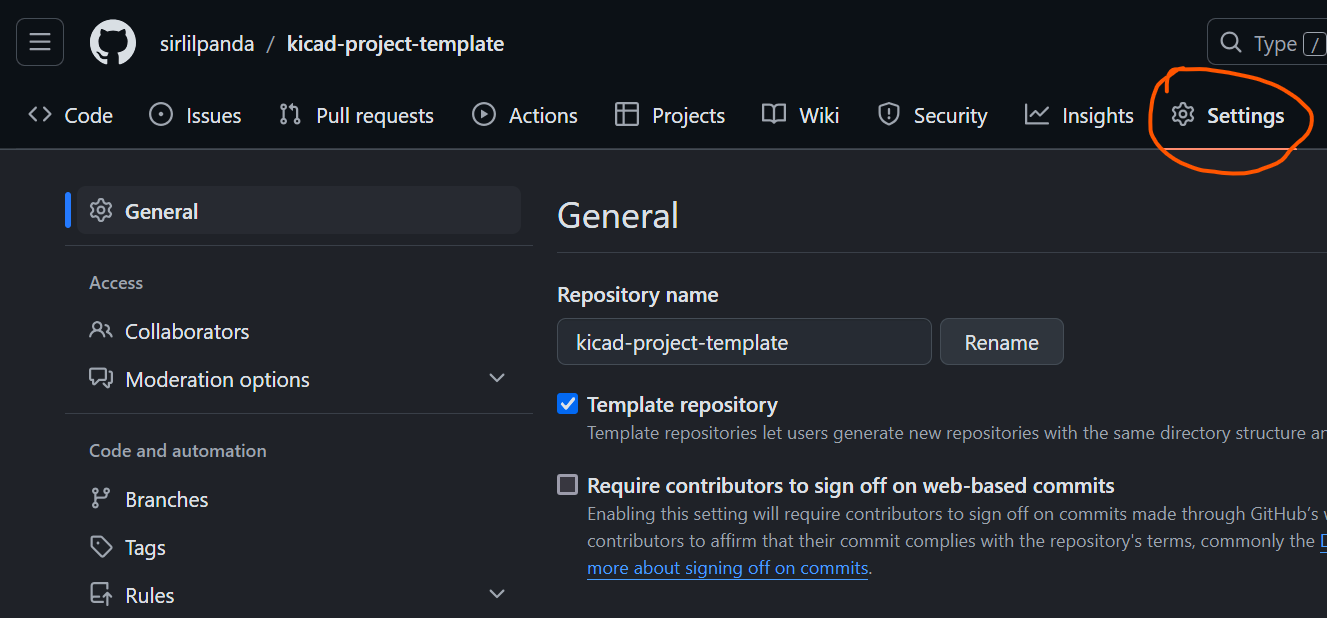 sirlilpanda / kicad-project-template
Type /
Code Issues Pull requests Actions Projects Wiki Security Insights Settings
General
Access
Collaborators
Moderation options
Code and automation
Branches
Tags
Rules
General
Repository name
kicad-project-template Rename
Template repository
Template repositories let users generate new repositories with the same directory structure
Require contributors to sign off on web-based commits
Enabling this setting will require contributors to sign off on commits made through GitHub's
contributors to affirm that their commit complies with the repository's terms, commonly the
more about signing off on commits.